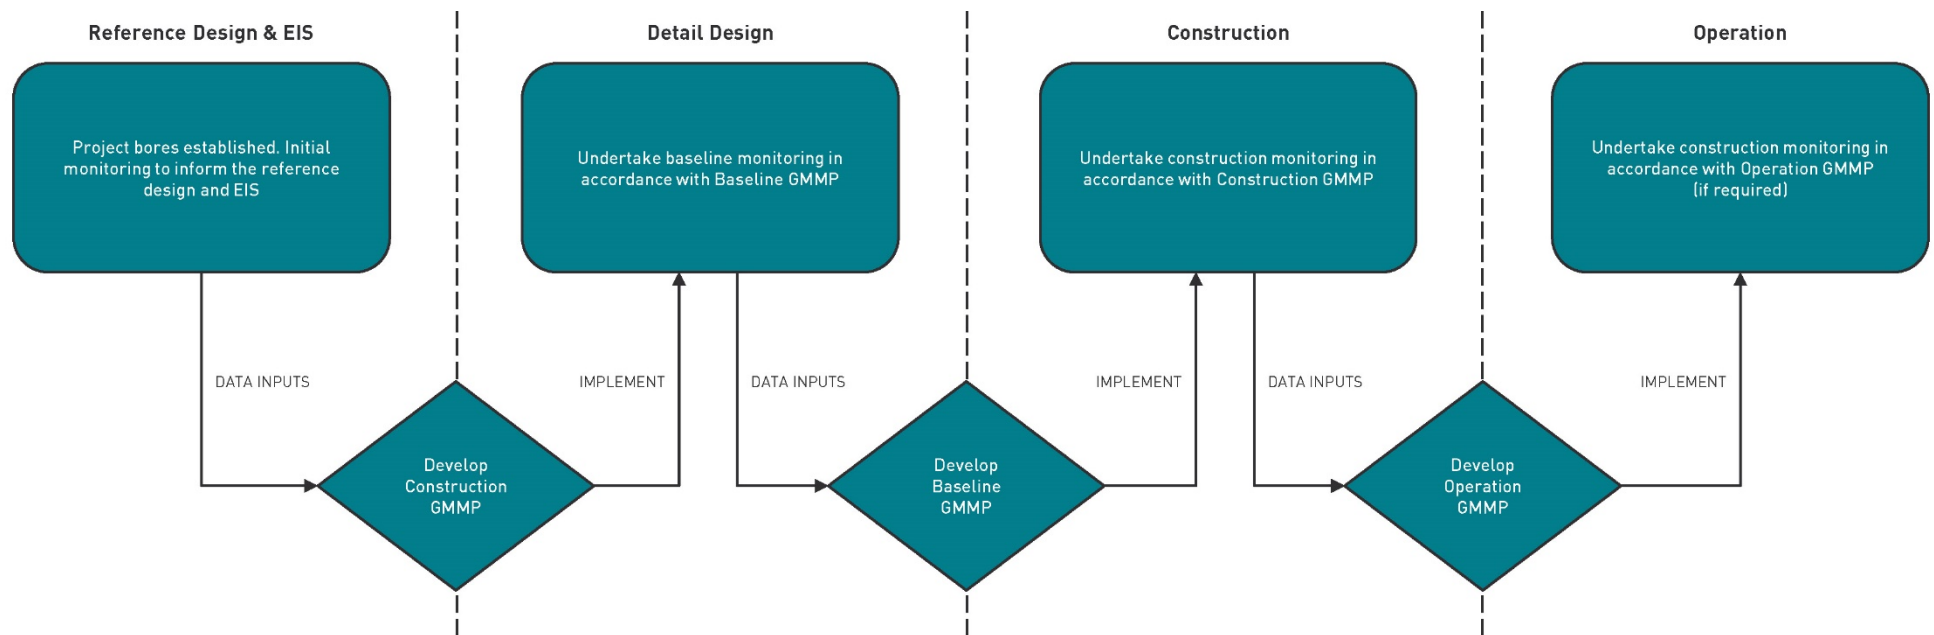 Reference Design & EIS
Detail Design
Construction
Operation
Project bores established. Initial
monitoring to inform the reference
design and EIS
Undertake baseline monitoring in
accordance with Baseline GMMP
Undertake construction monitoring in
accordance with Construction GMMP
Undertake construction monitoring in
accordance with Operation GMMP
(if required)
DATA INPUTS
IMPLEMENT
DATA INPUTS
IMPLEMENT
DATA INPUTS
IMPLEMENT
Develop
Construction
GMMP
Develop
Baseline
GMMP
Develop
Operation
GMMP